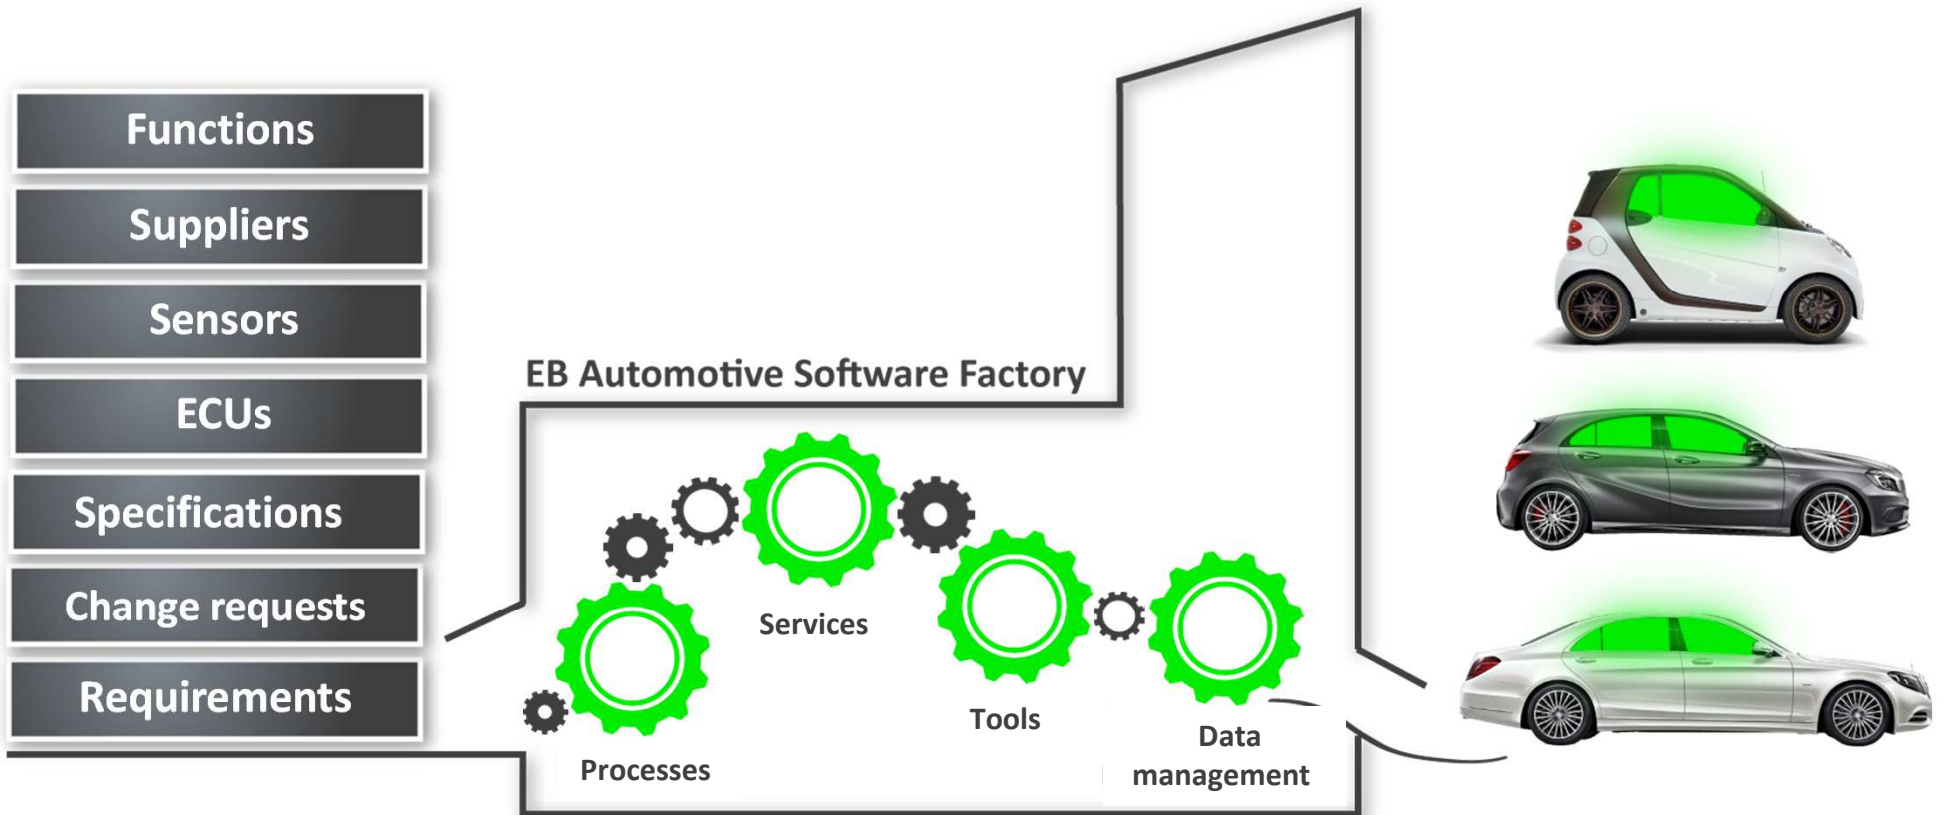 Functions
Suppliers
Sensors
ECUs
Specifications
Change requests
Requirements
EB Automotive Software Factory
Processes
Services
Tools
Data
management